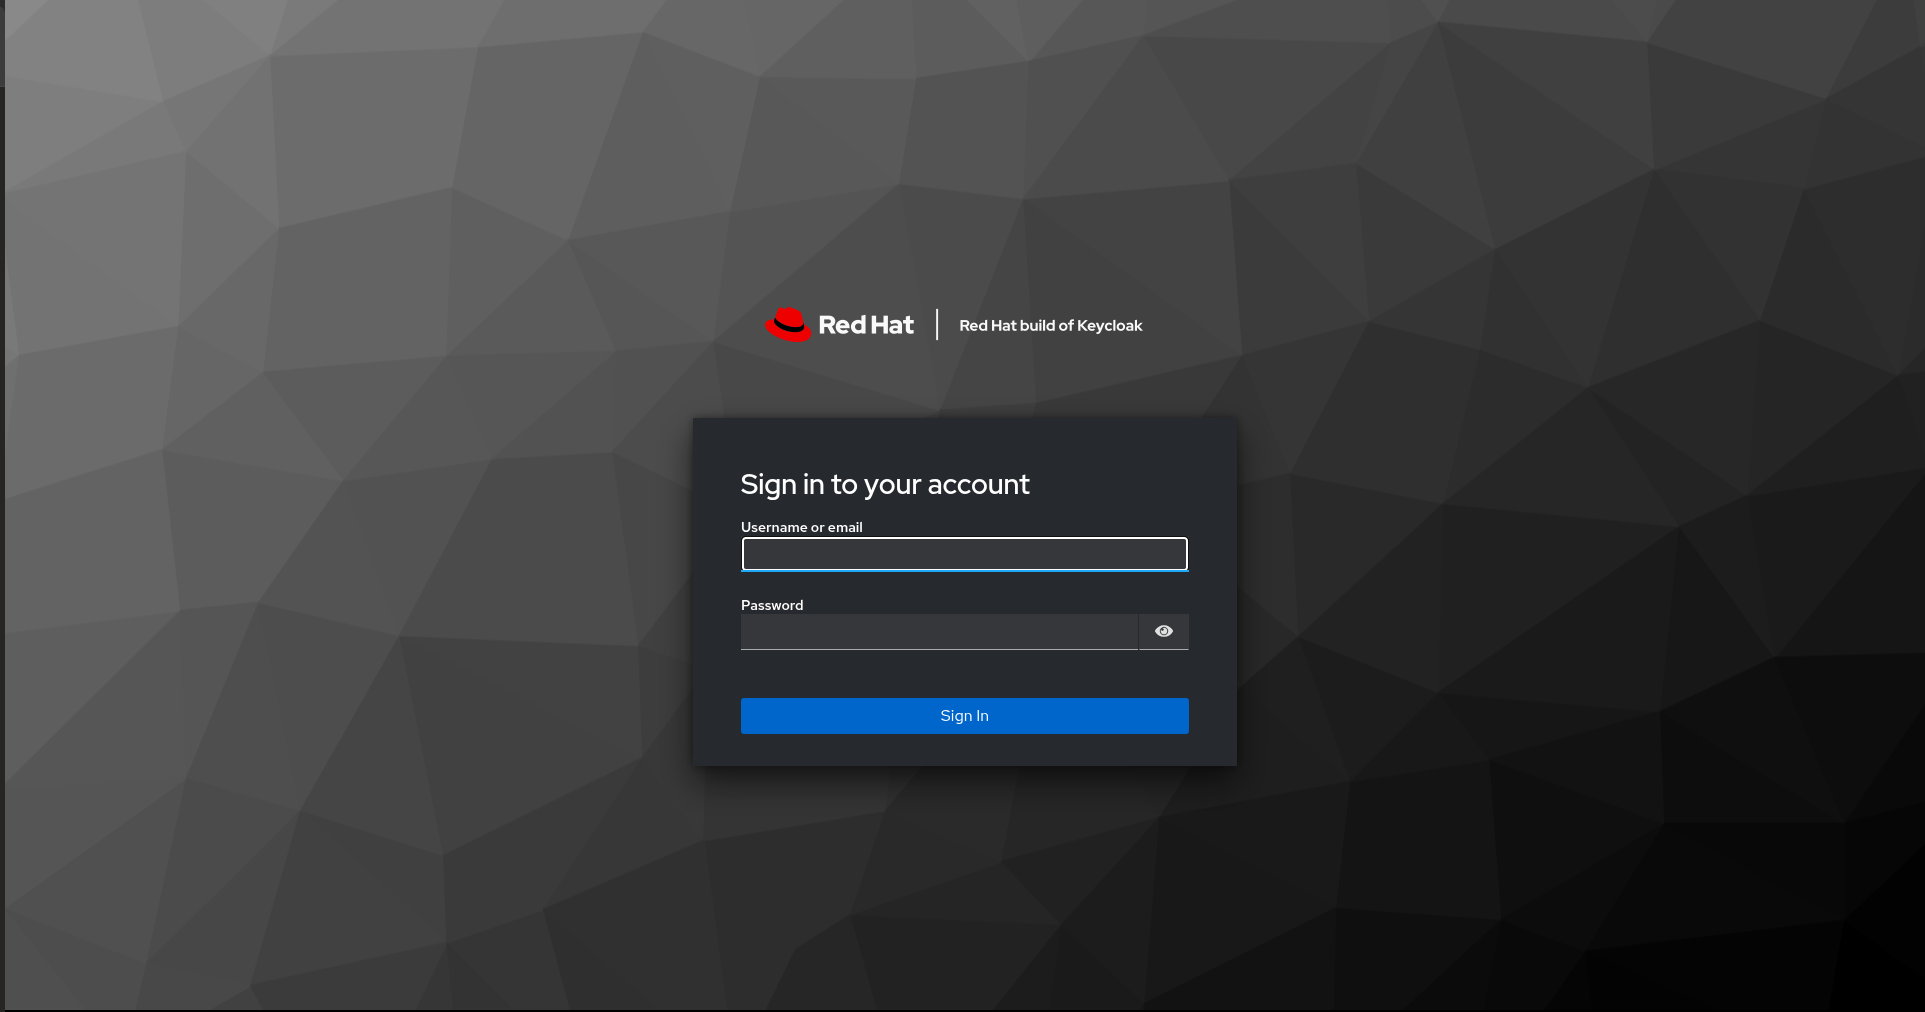 Red Hat | Red Hat build of Keycloak
Sign in to your account
Username or email
Password
Sign In